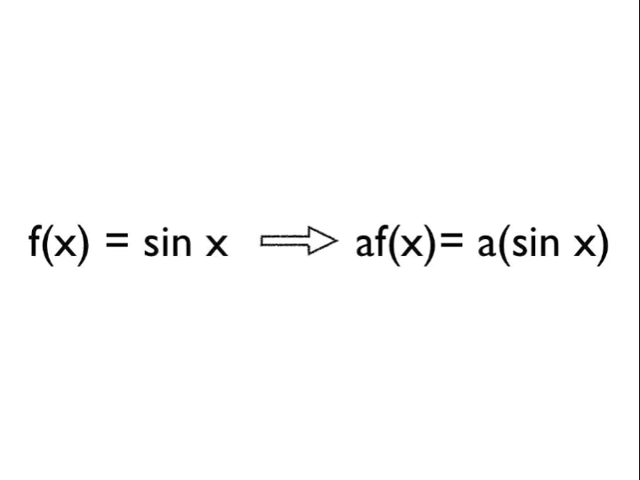 f(x) = sin x ⟹ af(x)= a(sin x)